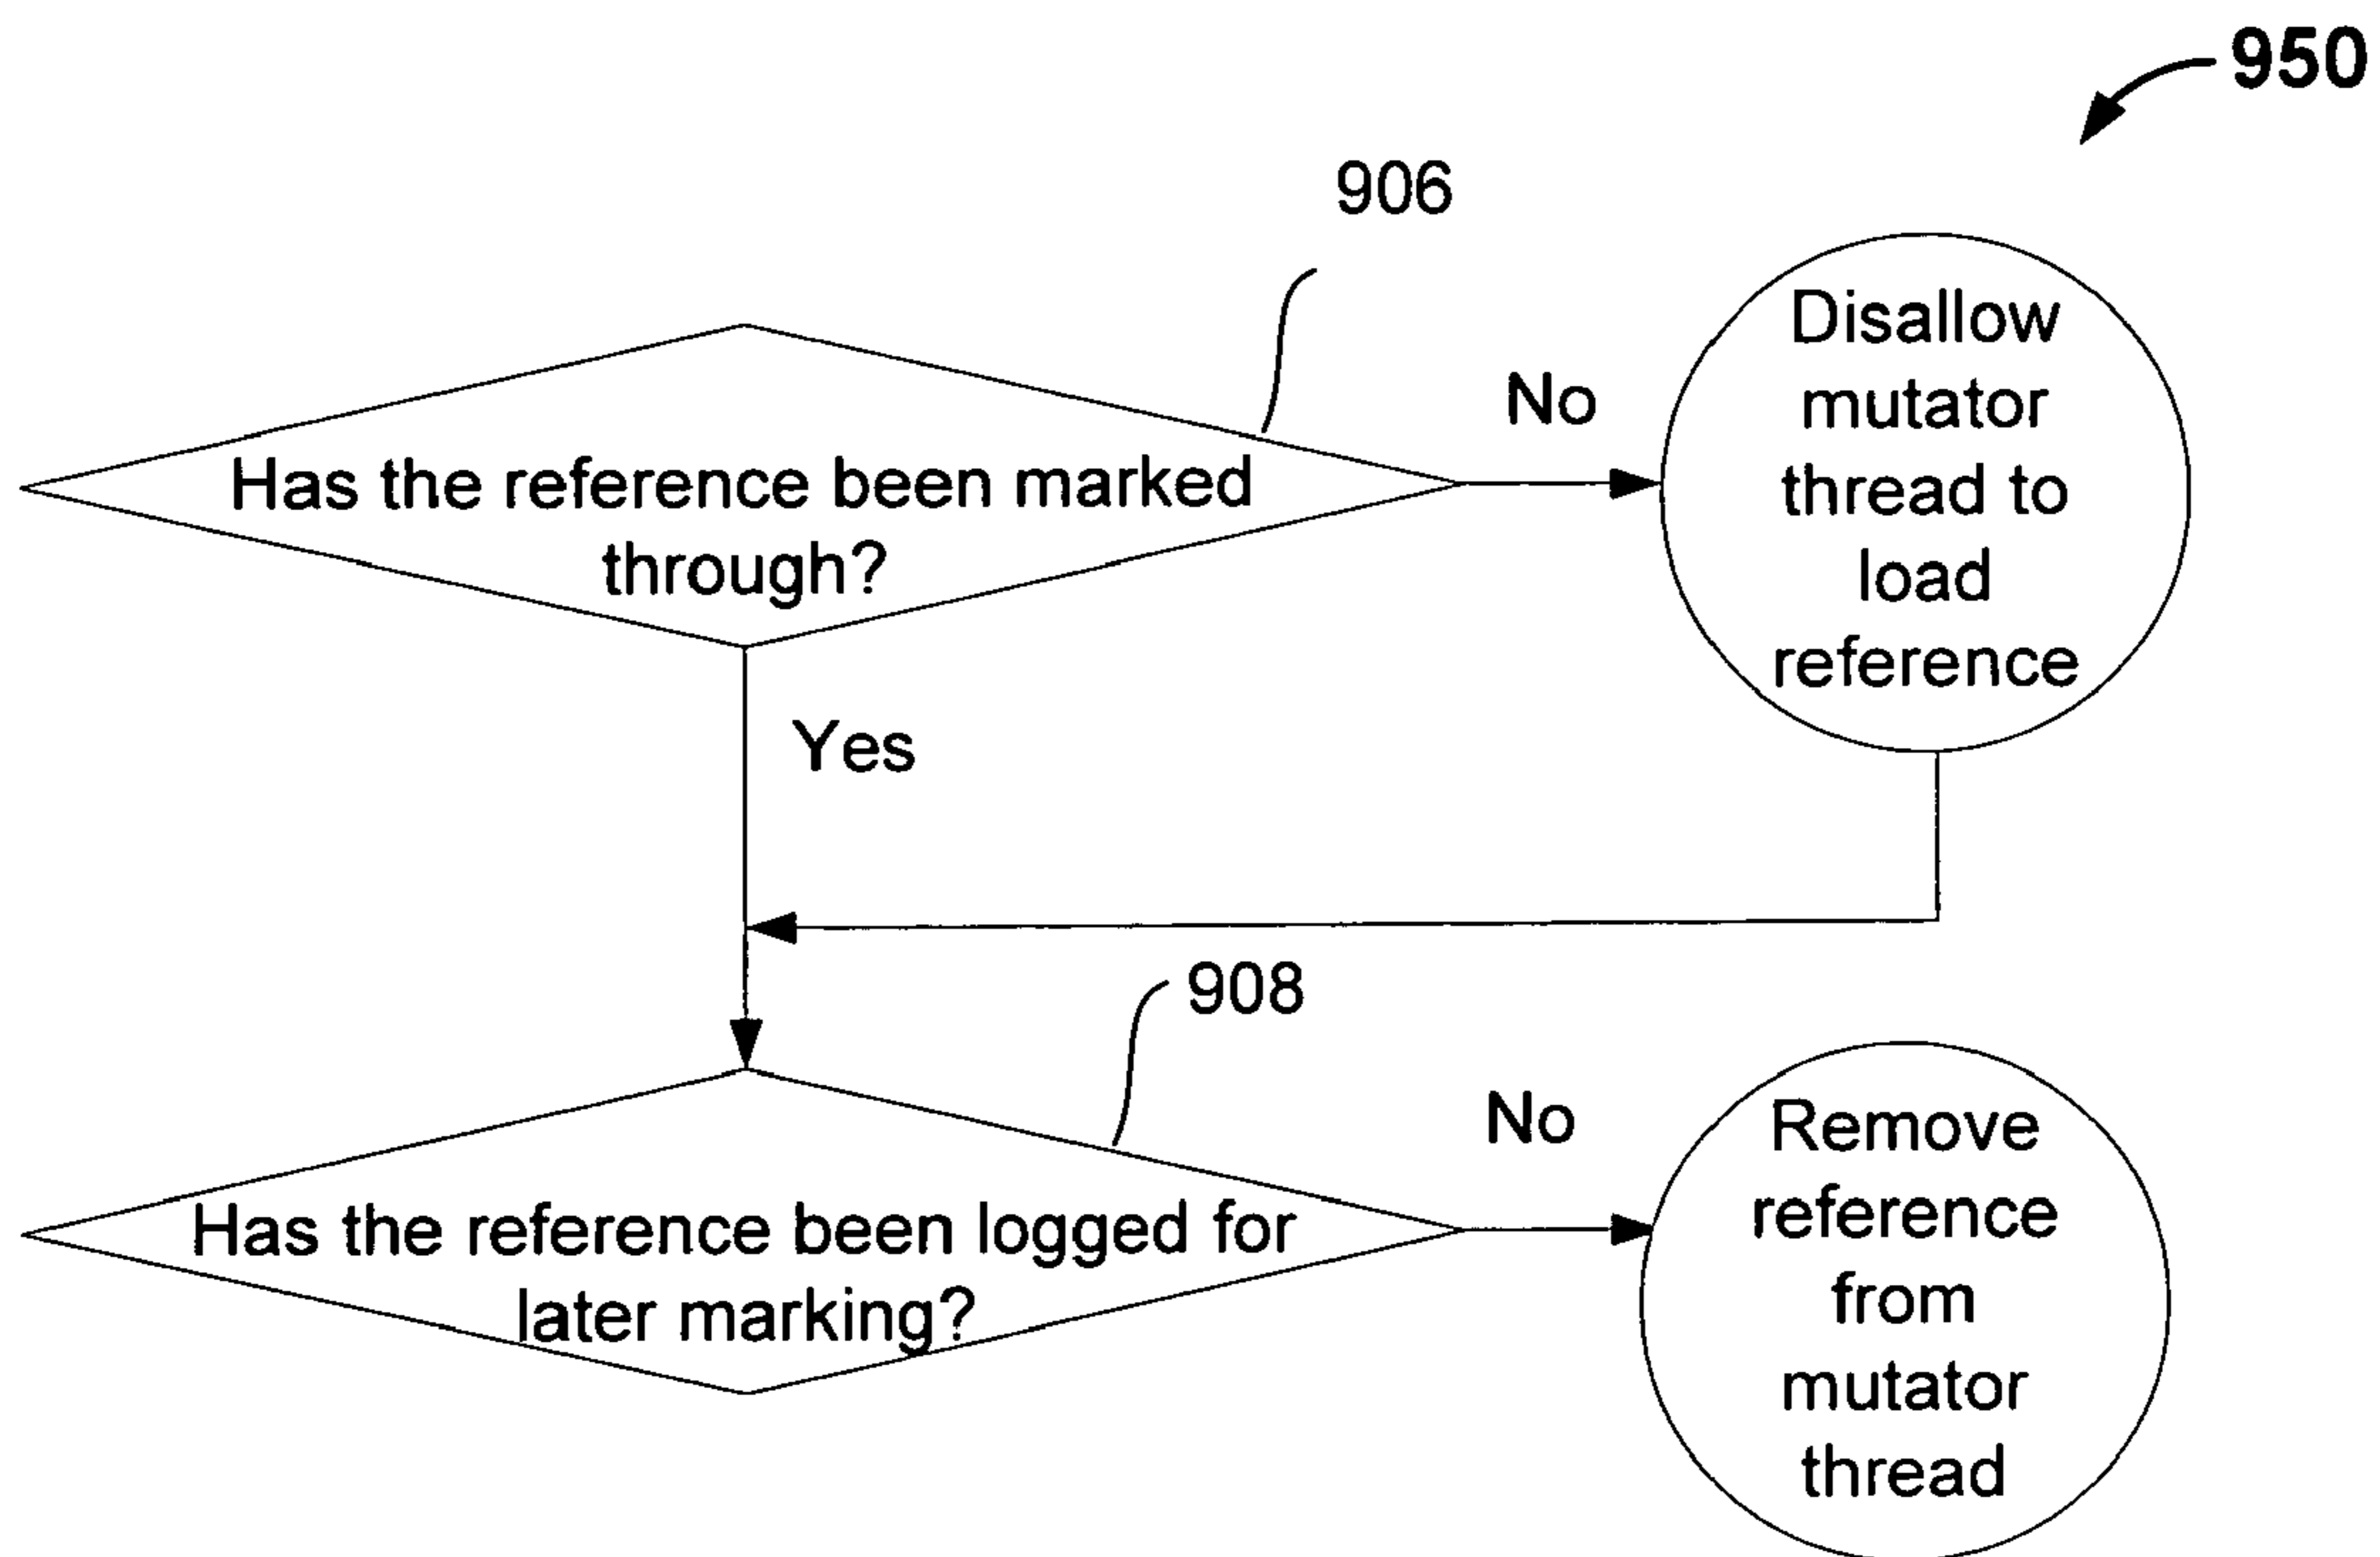 950
906
Has the reference been marked
through?
No
Disallow
mutator
thread to
load
reference
Yes
908
Has the reference been logged for
later marking?
No
Remove
reference
from
mutator
thread